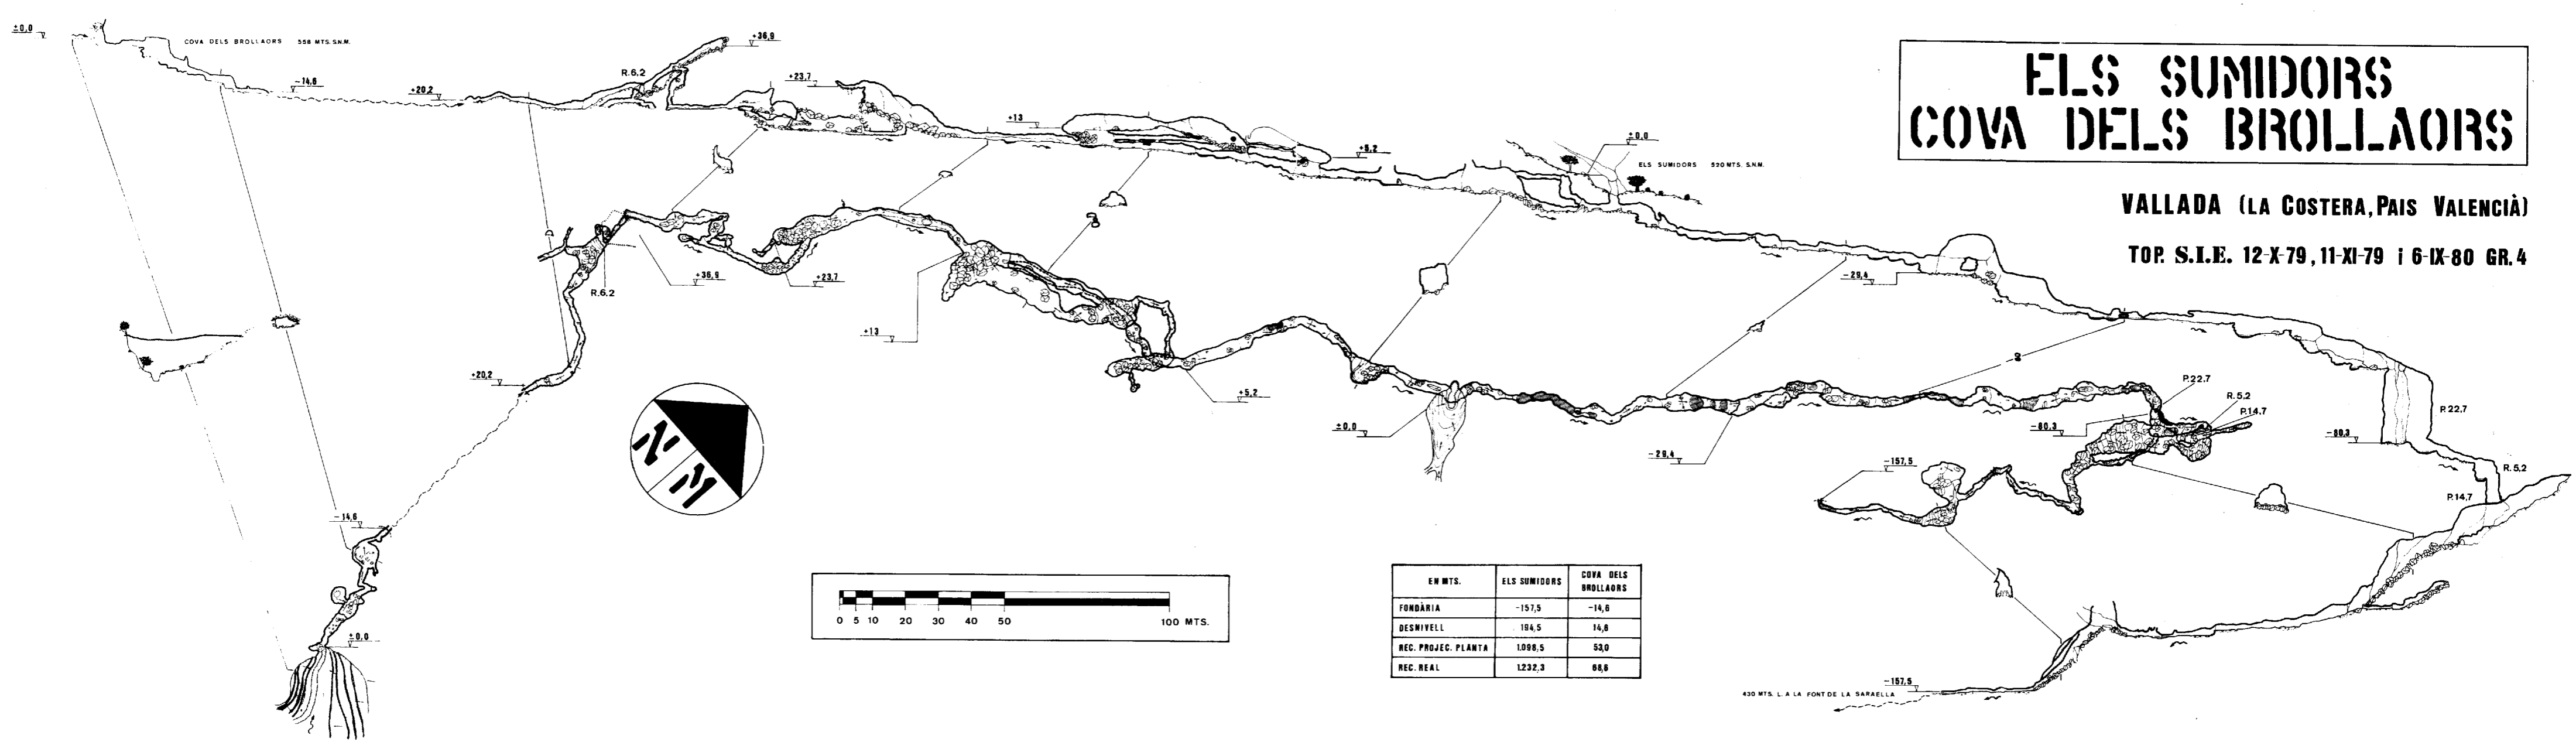 ELS SUMIDORS
COVA DELS BROLLAORS
VALLADA (LA COSTERA, PAIS VALENCIÀ)
TOP. S.I.E. 12-X-79, 11-XI-79 i 6-IX-80 GR. 4
±0,0
COVA DELS BROLLAORS 558 MTS. S.N.M.
-14,6
+20,2
R.6,2
+36,9
+23,7
+13
+5,2
±0,0
ELS SUMIDORS 520 MTS. S.N.M.
-29,4
P.22,7
-60,3
R.5,2
P.14,7
-157,5
430 MTS. L. A LA FONT DE LA SARAELLA
R.6,2
+36,9
+23,7
+13
+20,2
+5,2
±0,0
-29,4
P.22,7
R.5,2
P.14,7
-60,3
-157,5
-14,6
±0,0
N M
0 5 10 20 30 40 50 100 MTS.
EN MTS. ELS SUMIDORS COVA DELS BROLLAORS
FONDÀRIA -157,5 -14,6
DESNIVELL 194,5 14,6
REC. PROJEC. PLANTA 1.098,5 53,0
REC. REAL 1.232,3 68,6